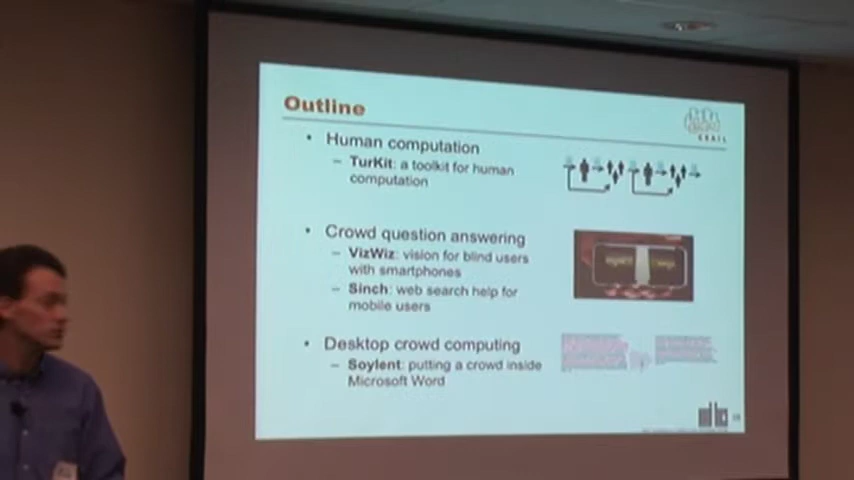 Outline
• Human computation
– TurKit: a toolkit for human
computation
• Crowd question answering
– VizWiz: vision for blind users
with smartphones
– Sinch: web search help for
mobile users
• Desktop crowd computing
– Soylent: putting a crowd inside
Microsoft Word